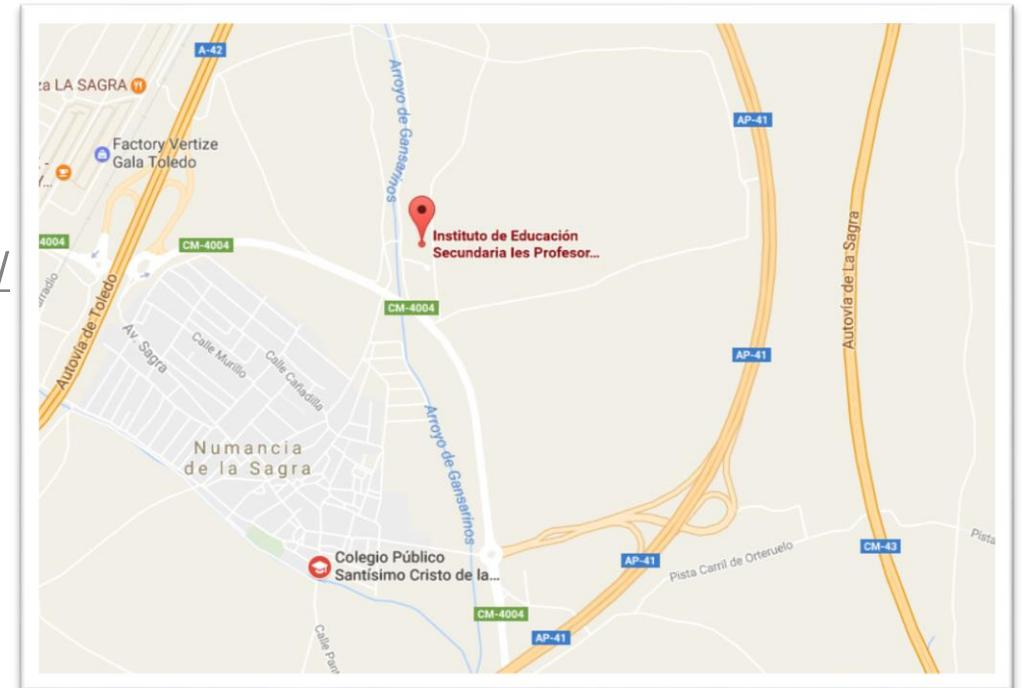 A-42
za LA SAGRA
Factory Vertize
Gala Toledo
Arroyo de Gansarinos
AP-41
Instituto de Educación
Secundaria Ies Profesor...
4004
CM-4004
Autovía de La Sagra
CM-4004
Autovía de Toledo
Av. Sagra
Calle Murillo
Calle Cañadilla
AP-41
Arroyo de Gansarinos
Numancia
de la Sagra
Colegio Público
Santísimo Cristo de la...
AP-41
Pista Carril de Orteruelo
CM-43
Pista
CM-4004
AP-41
/